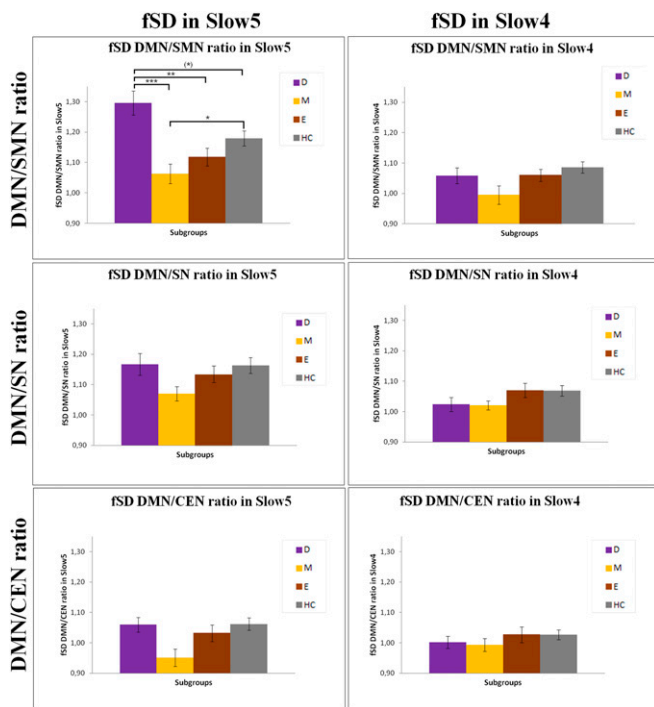 fSD in Slow5
fSD in Slow4
DMN/SMN ratio
fSD DMN/SMN ratio in Slow5
fSD DMN/SMN ratio in Slow5
1,30
1,20
1,10
1,00
0,90
(*)
**
***
*
Subgroups
D
M
E
HC
fSD DMN/SMN ratio in Slow4
fSD DMN/SMN ratio in Slow4
1,30
1,20
1,10
1,00
0,90
Subgroups
D
M
E
HC
DMN/SN ratio
fSD DMN/SN ratio in Slow5
fSD DMN/SN ratio in Slow5
1,30
1,20
1,10
1,00
0,90
Subgroups
D
M
E
HC
fSD DMN/SN ratio in Slow4
fSD DMN/SN ratio in Slow4
1,30
1,20
1,10
1,00
0,90
Subgroups
D
M
E
HC
DMN/CEN ratio
fSD DMN/CEN ratio in Slow5
fSD DMN/CEN ratio in Slow5
1,30
1,20
1,10
1,00
0,90
Subgroups
D
M
E
HC
fSD DMN/CEN ratio in Slow4
fSD DMN/CEN ratio in Slow4
1,30
1,20
1,10
1,00
0,90
Subgroups
D
M
E
HC